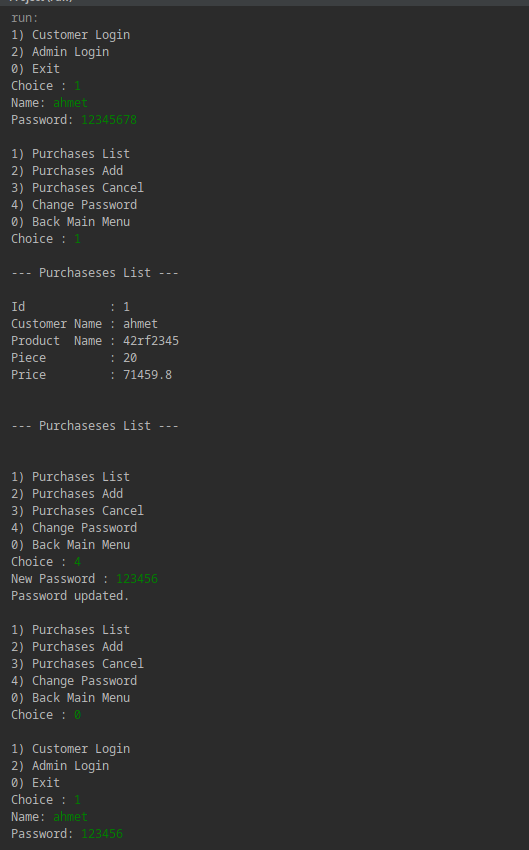 run:
1) Customer Login
2) Admin Login
0) Exit
Choice : 1
Name: ahmet
Password: 12345678
1) Purchases List
2) Purchases Add
3) Purchases Cancel
4) Change Password
0) Back Main Menu
Choice : 1
--- Purchaseses List ---
Id            : 1
Customer Name : ahmet
Product  Name : 42rf2345
Piece         : 20
Price         : 71459.8
--- Purchaseses List ---
1) Purchases List
2) Purchases Add
3) Purchases Cancel
4) Change Password
0) Back Main Menu
Choice : 4
New Password : 123456
Password updated.
1) Purchases List
2) Purchases Add
3) Purchases Cancel
4) Change Password
0) Back Main Menu
Choice : 0
1) Customer Login
2) Admin Login
0) Exit
Choice : 1
Name: ahmet
Password: 123456